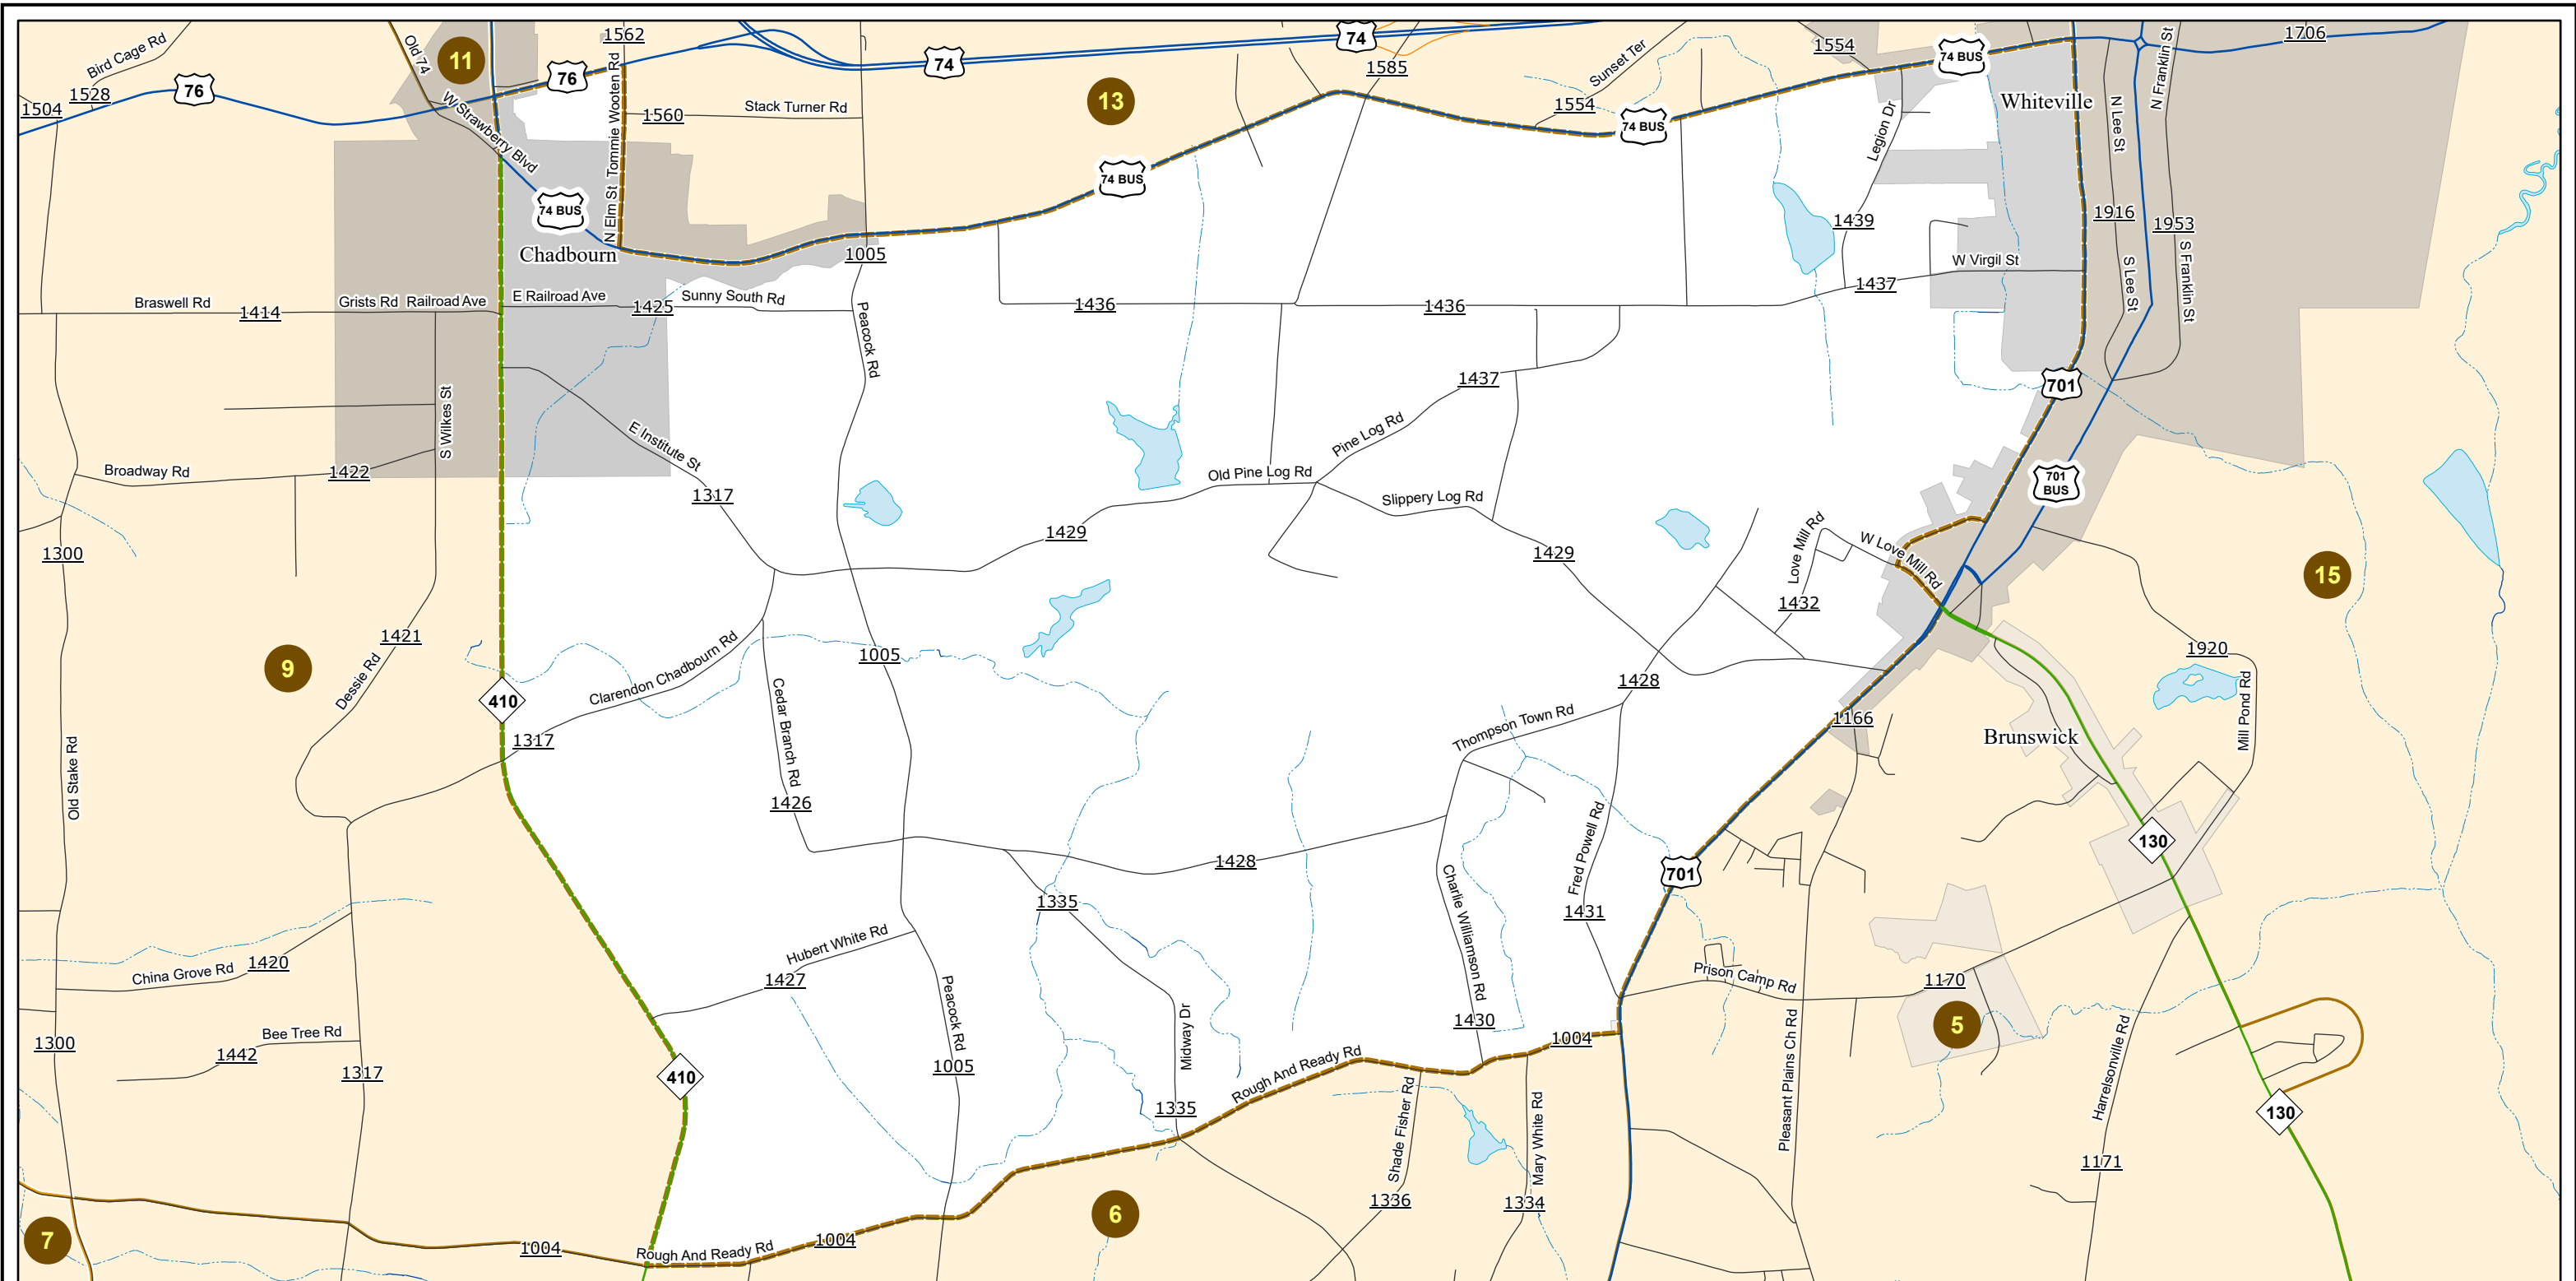 1562
1706
Bird Cage Rd
Old 74
11
74
74
1554
74 BUS
N Franklin St
76
76
1585
Sunset Ter
1528
1504
W Strawberry Blvd
Tommie Wooten Rd
1560
Stack Turner Rd
13
1554
74 BUS
Whiteville
N Lee St
Legion Dr
74 BUS
74 BUS
N Elm St
1439
1916
1953
Chadbourn
1005
W Virgil St
S Lee St
S Franklin St
Braswell Rd
1414
Grists Rd
Railroad Ave
E Railroad Ave
1425
Sunny South Rd
1436
1436
1437
Peacock Rd
1437
701
S Wilkes St
E Institute St
Pine Log Rd
Broadway Rd
1422
1317
Old Pine Log Rd
Slippery Log Rd
701 BUS
1429
1429
1300
Love Mill Rd
W Love Mill Rd
15
1432
1421
9
Dessie Rd
1005
Clarendon Chadbourn Rd
1428
1920
410
Cedar Branch Rd
Thompson Town Rd
1166
Mill Pond Rd
1317
Brunswick
Old Stake Rd
1426
Fred Powell Rd
130
1428
701
1335
Charlie Williamson Rd
1431
Hubert White Rd
China Grove Rd
1420
1427
Prison Camp Rd
1170
Peacock Rd
Midway Dr
1430
5
Bee Tree Rd
1300
1442
1004
Pleasant Plains Ch Rd
Harrelsonville Rd
1317
410
1005
Rough And Ready Rd
1335
Shade Fisher Rd
Mary White Rd
130
1171
1336
1334
6
7
1004
Rough And Ready Rd
1004